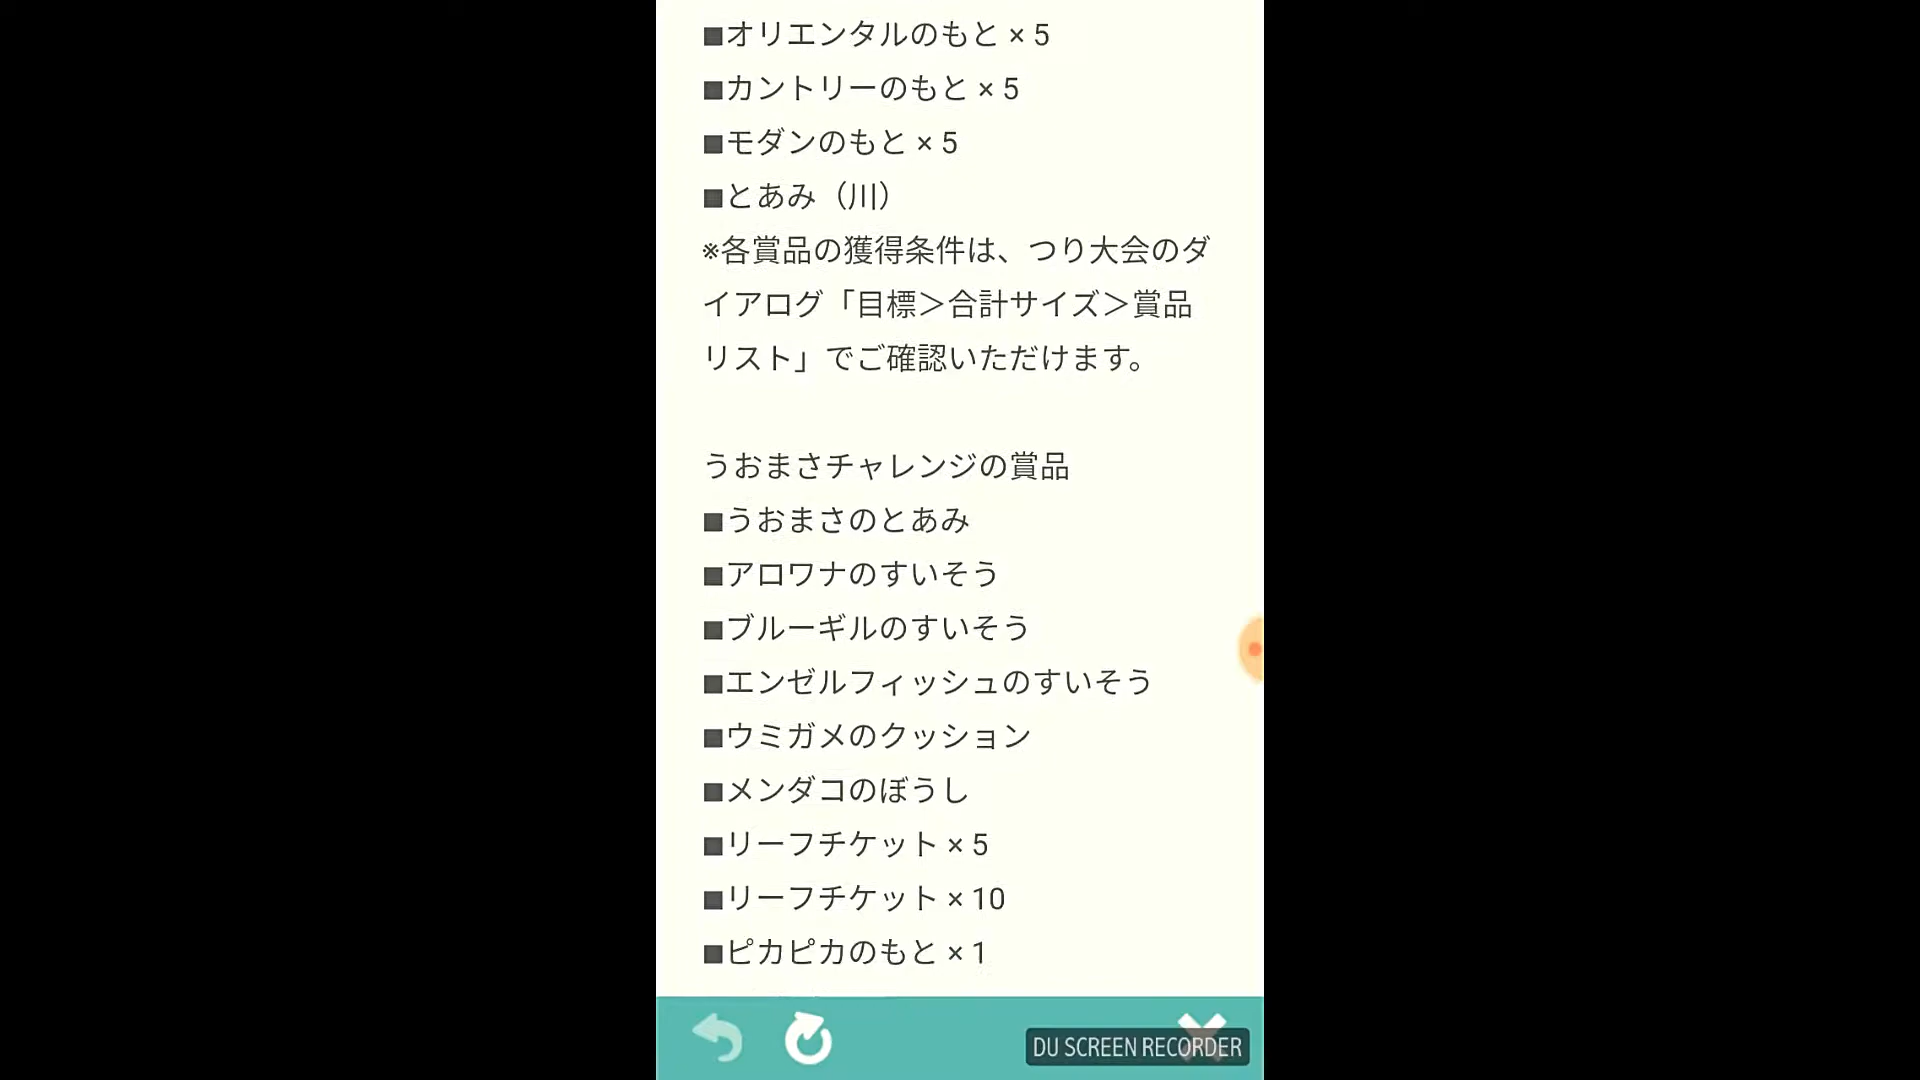 ■オリエンタルのもと × 5
■カントリーのもと × 5
■モダンのもと × 5
■とあみ（川）
※各賞品の獲得条件は、つり大会のダ
イアログ「目標＞合計サイズ＞賞品
リスト」でご確認いただけます。
うおまさチャレンジの賞品
■うおまさのとあみ
■アロワナのすいそう
■ブルーギルのすいそう
■エンゼルフィッシュのすいそう
■ウミガメのクッション
■メンダコのぼうし
■リーフチケット × 5
■リーフチケット × 10
■ピカピカのもと × 1
DU SCREEN RECORDER